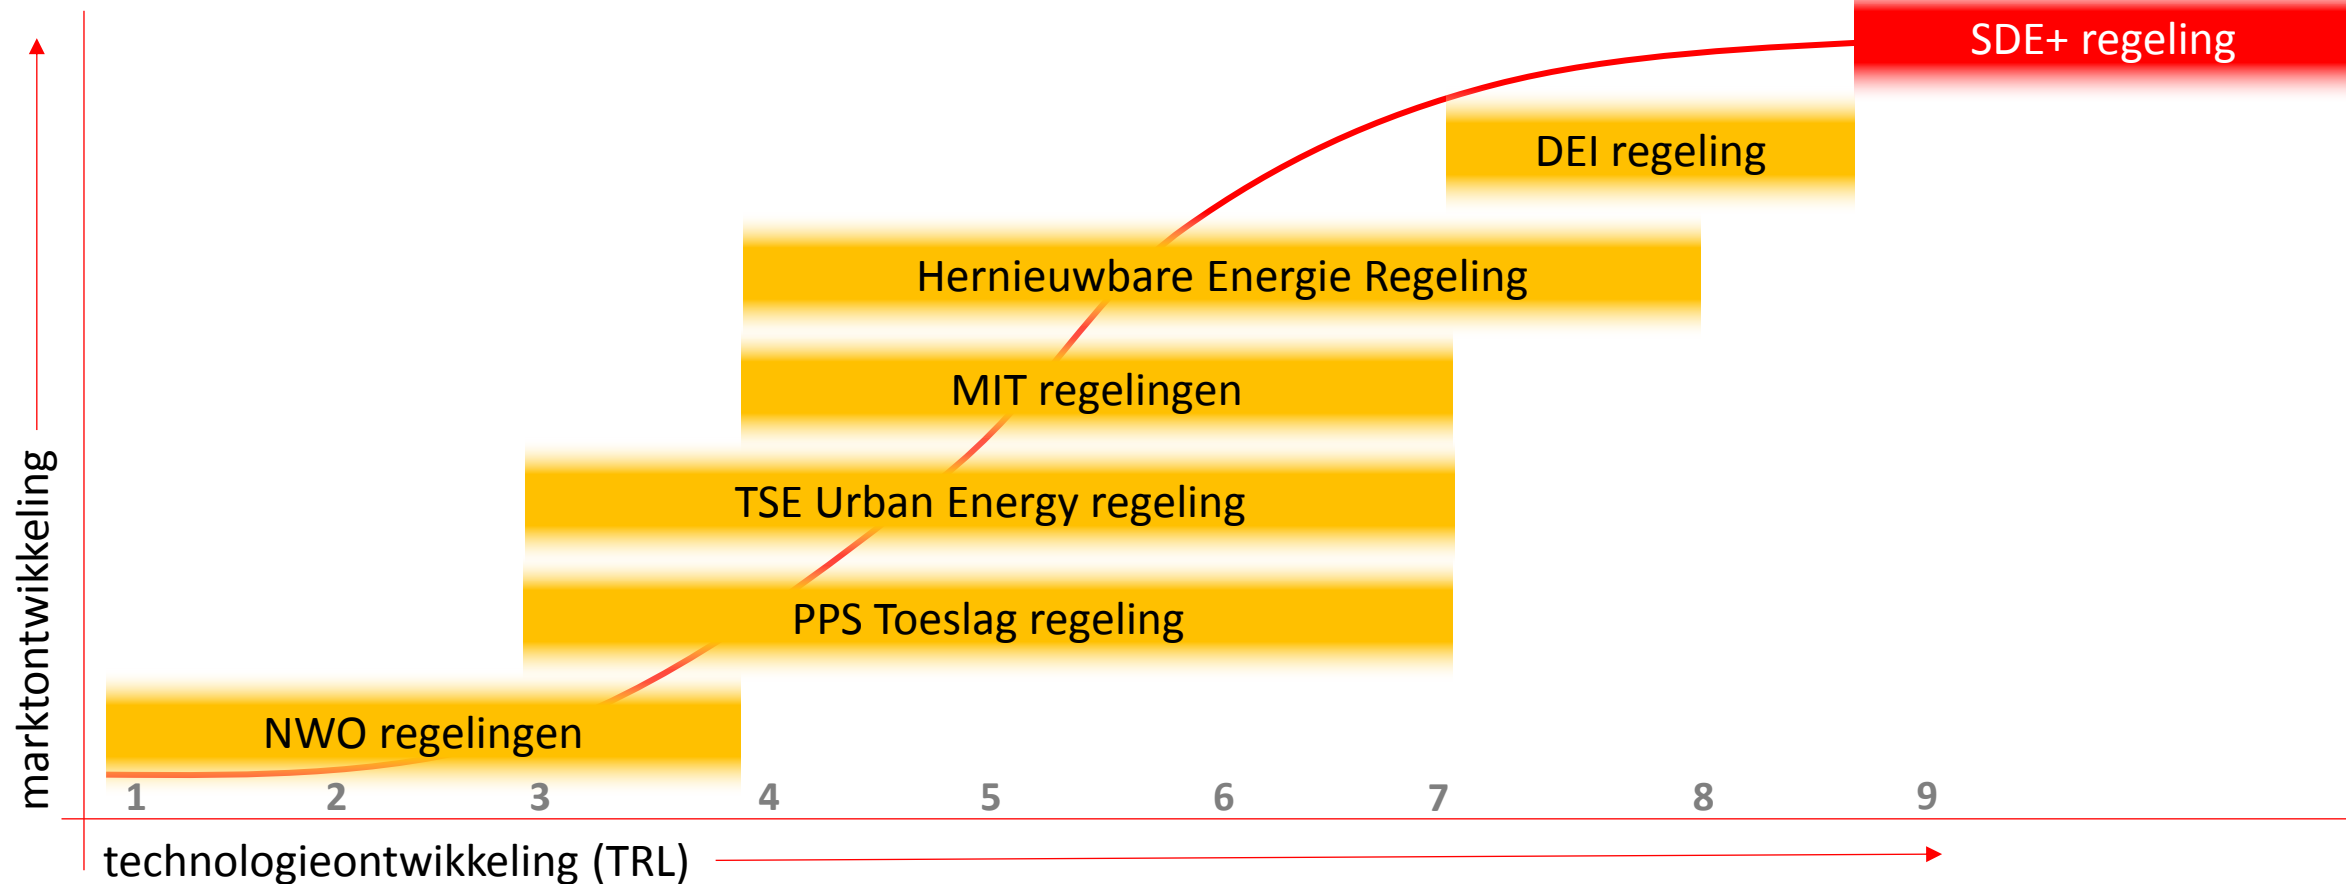 SDE+ regeling
DEI regeling
Hernieuwbare Energie Regeling
MIT regelingen
TSE Urban Energy regeling
PPS Toeslag regeling
NWO regelingen
marktontwikkeling
1 2 3 4 5 6 7 8 9
technologieontwikkeling (TRL)